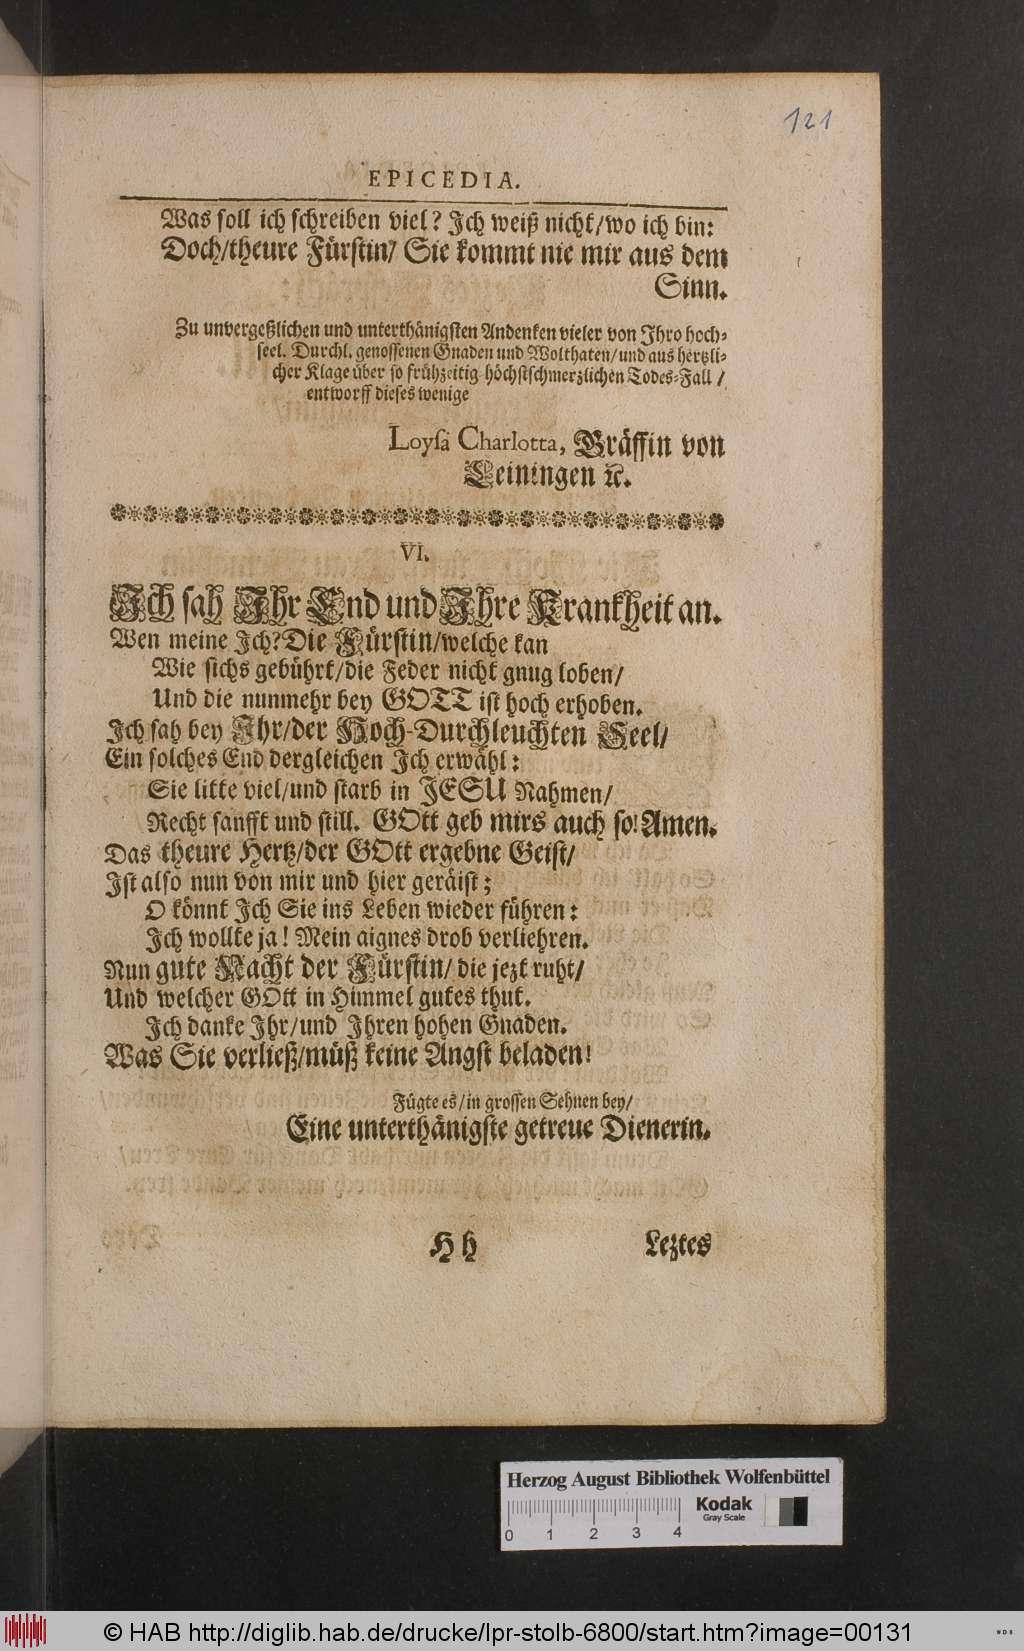 121
EPICEDIA.
Was soll ich schreiben viel? Ich weiß nicht/wo ich bin:
Doch/theure Fürstin/ Sie kommt nie mir aus dem
Sinn.
Zu unvergeßlichen und unterthänigsten Andenken vieler von Ihro hoch-
seel. Durchl. genossenen Gnaden und Wolthaten/und aus hertzli-
cher Klage über so frühzeitig höchstschmerzlichen Todes-Fall /
entworff dieses wenige
Loysä Charlotta, Gräffin von
Leiningen ꝛc.
VI.
Ich sah Ihr End und Ihre Krankheit an.
Wen meine Ich? Die Fürstin/welche kan
Wie sichs gebührt/die Feder nicht gnug loben/
Und die nunmehr bey GOTT ist hoch erhoben.
Ich sah bey Ihr/der Hoch-Durchleuchten Seel/
Ein solches End dergleichen Ich erwähl:
Sie litte viel/und starb in JESU Nahmen/
Recht sanfft und still. GOtt geb mirs auch so! Amen.
Das theure Hertz/der GOtt ergebne Geist/
Ist also nun von mir und hier geräist;
O könnt Ich Sie ins Leben wieder führen:
Ich wollte ja! Mein aignes drob verliehren.
Nun gute Nacht der Fürstin/ die jezt ruht/
Und welcher GOtt in Himmel gutes thut.
Ich danke Ihr/und Ihren hohen Gnaden.
Was Sie verließ/müß keine Angst beladen!
Fügte es/in grossen Sehnen bey/
Eine unterthänigste getreue Dienerin.
H h
Leztes
Herzog August Bibliothek Wolfenbüttel
0 1 2 3 4
Kodak
Gray Scale
© HAB http://diglib.hab.de/drucke/lpr-stolb-6800/start.htm?image=00131